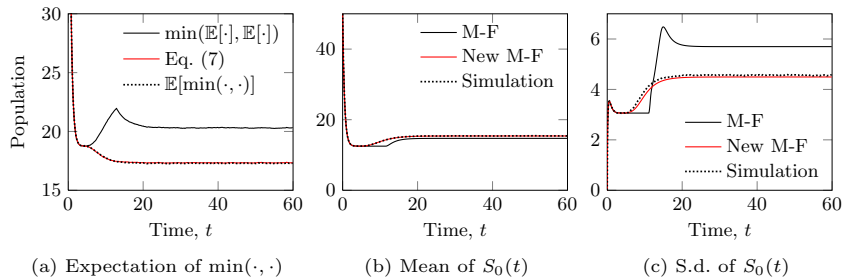 30
25
20
15
Population
min(𝔼[·], 𝔼[·])
Eq. (7)
𝔼[min(·, ·)]
0 20 40 60
Time, t
(a) Expectation of min(·, ·)
40
20
0
M-F
New M-F
Simulation
0 20 40 60
Time, t
(b) Mean of S₀(t)
6
4
2
0
M-F
New M-F
Simulation
0 20 40 60
Time, t
(c) S.d. of S₀(t)